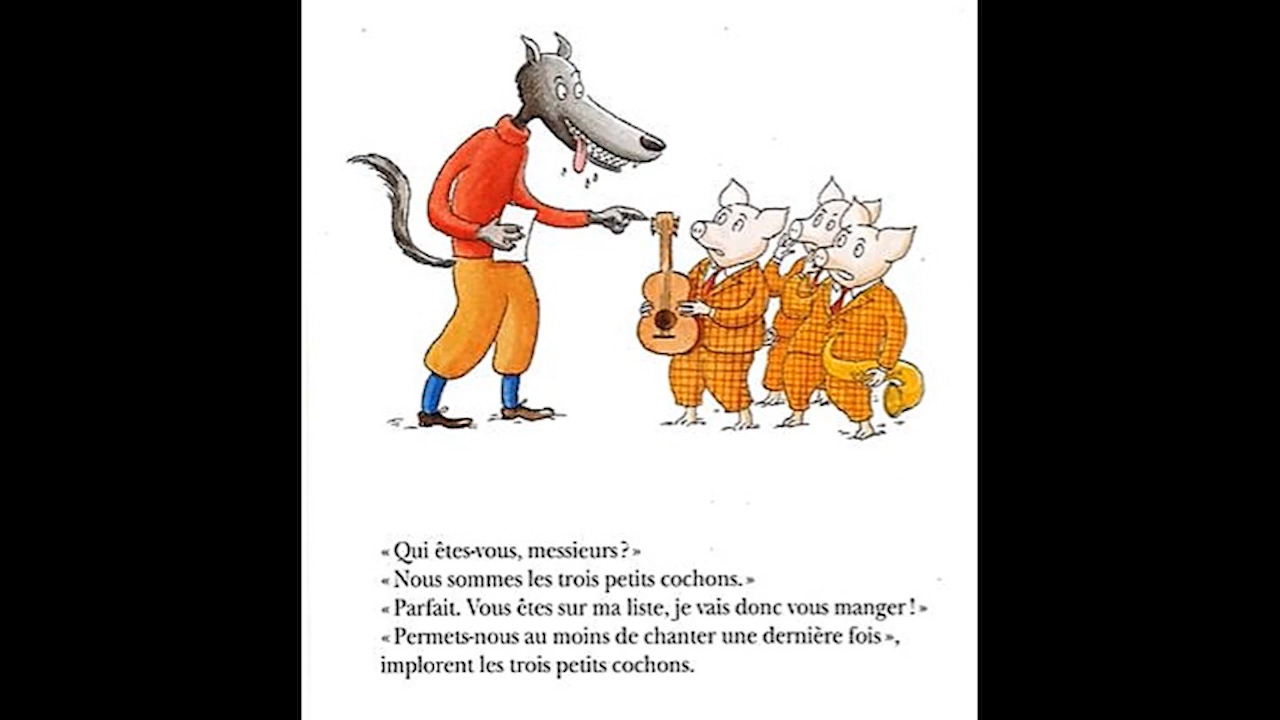 « Qui êtes-vous, messieurs ? »
« Nous sommes les trois petits cochons. »
« Parfait. Vous êtes sur ma liste, je vais donc vous manger ! »
« Permets-nous au moins de chanter une dernière fois »,
implorent les trois petits cochons.